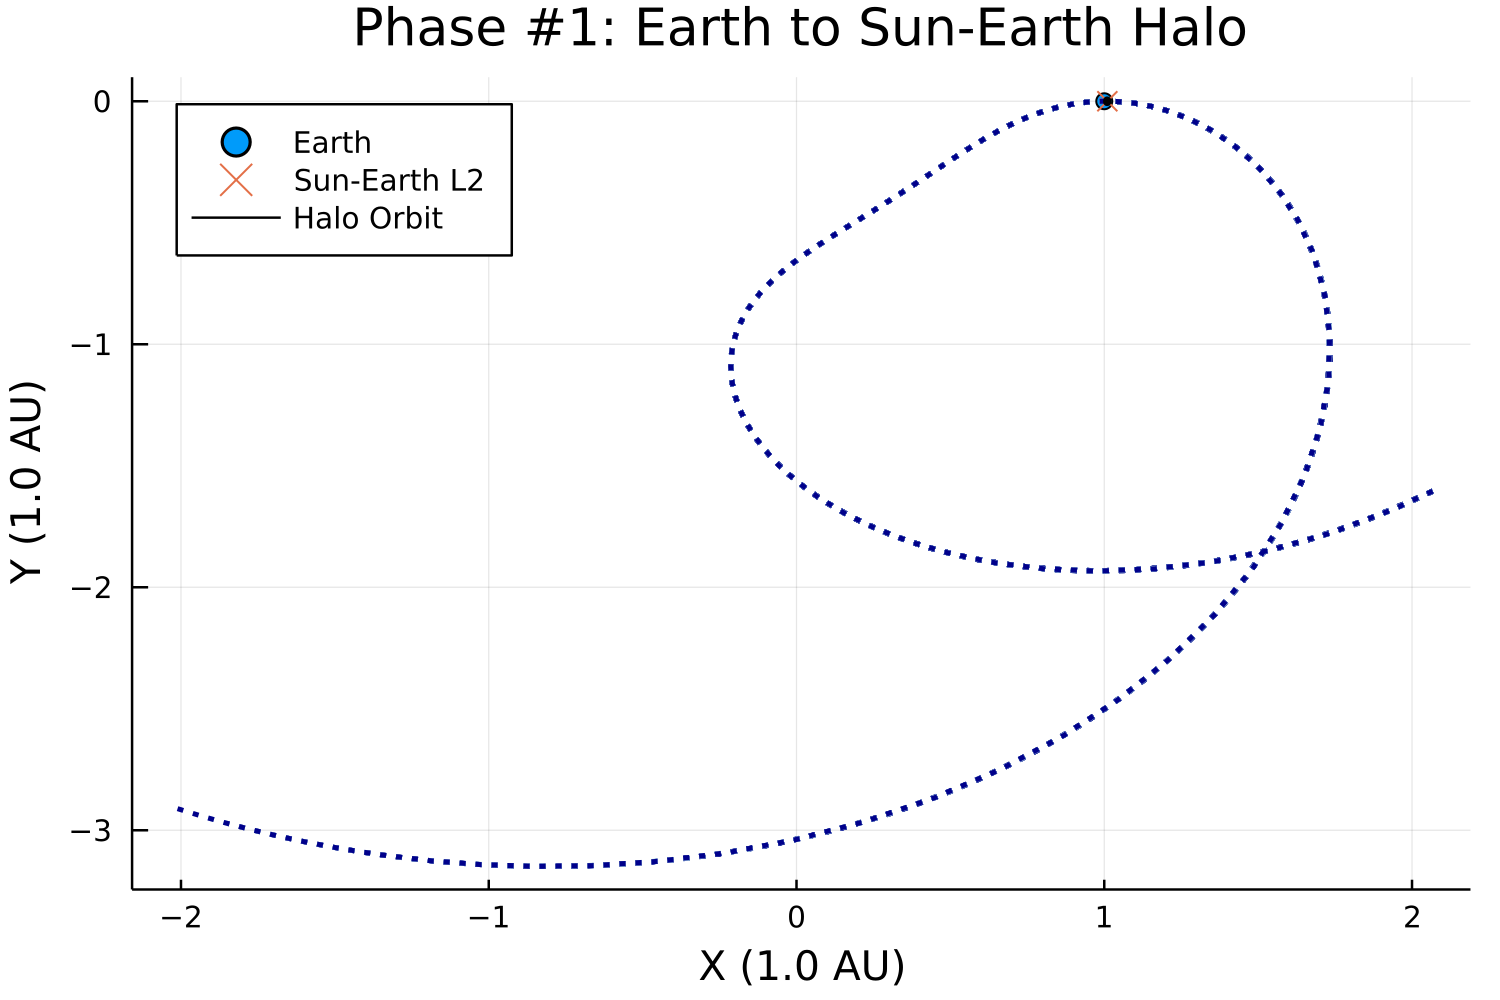 Phase #1: Earth to Sun-Earth Halo
Earth
Sun-Earth L2
Halo Orbit
0
−1
−2
−3
Y (1.0 AU)
−2
−1
0
1
2
X (1.0 AU)